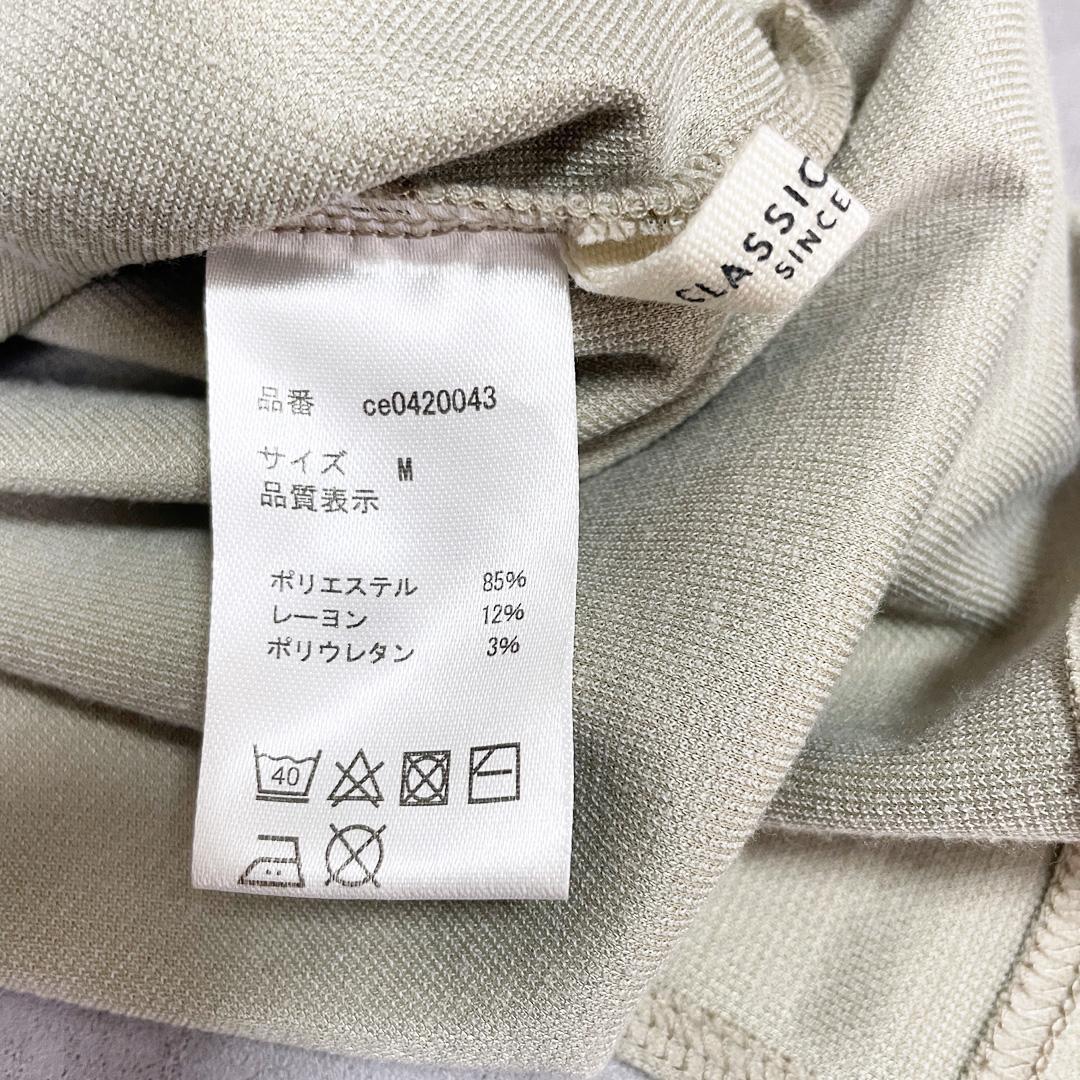 CLASSIC
SINCE
品番 ce0420043
サイズ M
品質表示
ポリエステル 85%
レーヨン 12%
ポリウレタン 3%
40